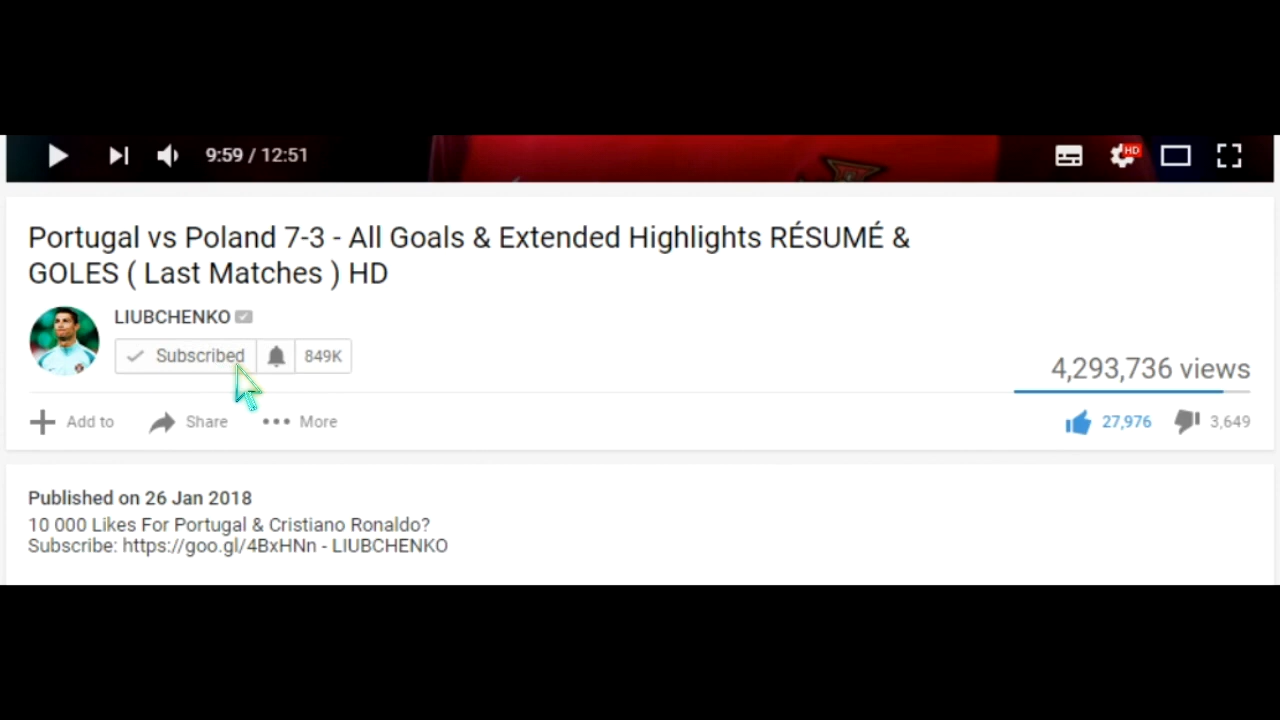 9:59 / 12:51
HD
Portugal vs Poland 7-3 - All Goals & Extended Highlights RÉSUMÉ &
GOLES ( Last Matches ) HD
LIUBCHENKO
Subscribed 849K
4,293,736 views
Add to Share More 27,976 3,649
Published on 26 Jan 2018
10 000 Likes For Portugal & Cristiano Ronaldo?
Subscribe: https://goo.gl/4BxHNn - LIUBCHENKO